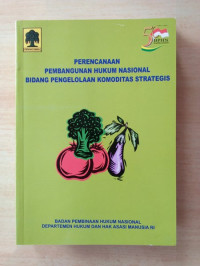 PERENCANAAN
PEMBANGUNAN HUKUM NASIONAL
BIDANG PENGELOLAAN KOMODITAS STRATEGIS
BADAN PEMBINAAN HUKUM NASIONAL
DEPARTEMEN HUKUM DAN HAK ASASI MANUSIA RI